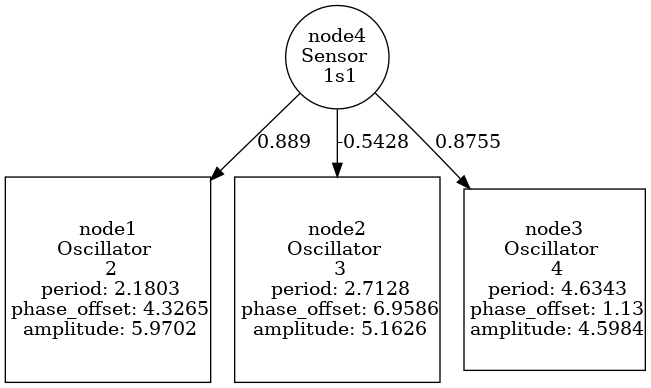 node4
Sensor
1s1
0.889
-0.5428
0.8755
node1
Oscillator
2
period: 2.1803
phase_offset: 4.3265
amplitude: 5.9702
node2
Oscillator
3
period: 2.7128
phase_offset: 6.9586
amplitude: 5.1626
node3
Oscillator
4
period: 4.6343
phase_offset: 1.13
amplitude: 4.5984